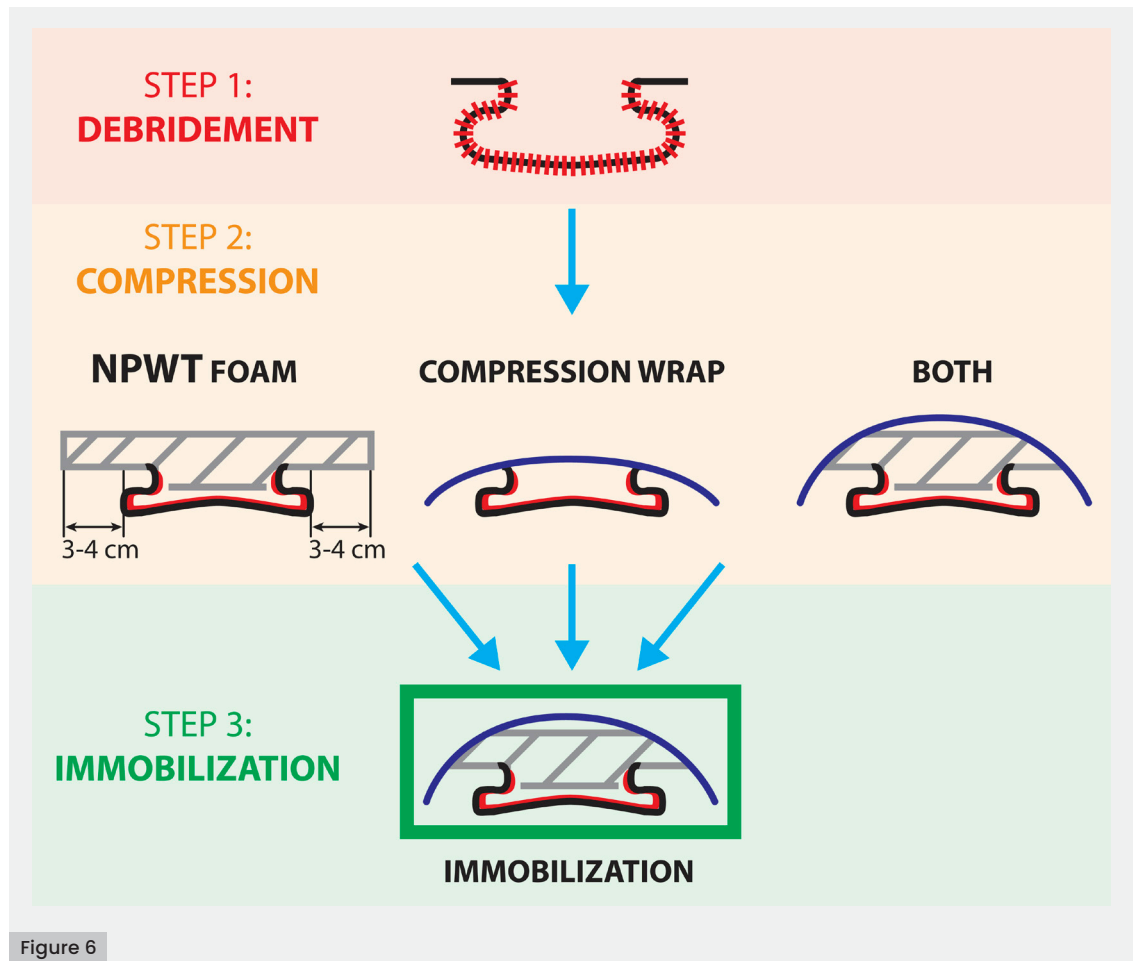 STEP 1:
DEBRIDEMENT
STEP 2:
COMPRESSION
NPWT FOAM
COMPRESSION WRAP
BOTH
3-4 cm
3-4 cm
STEP 3:
IMMOBILIZATION
IMMOBILIZATION
Figure 6